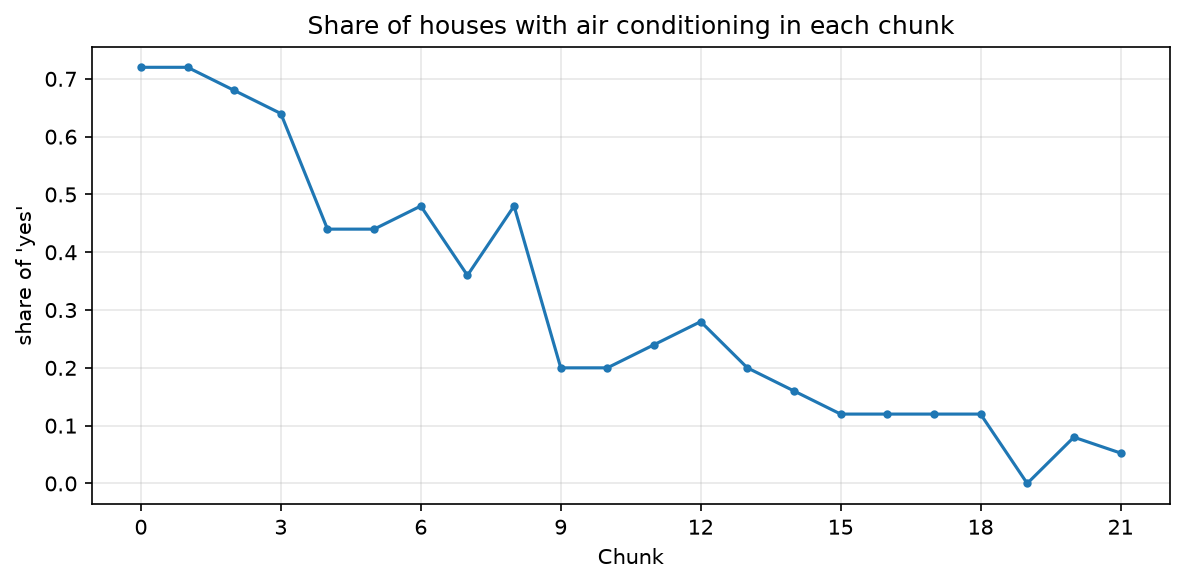 Share of houses with air conditioning in each chunk
share of 'yes'
0.7
0.6
0.5
0.4
0.3
0.2
0.1
0.0
0 3 6 9 12 15 18 21
Chunk